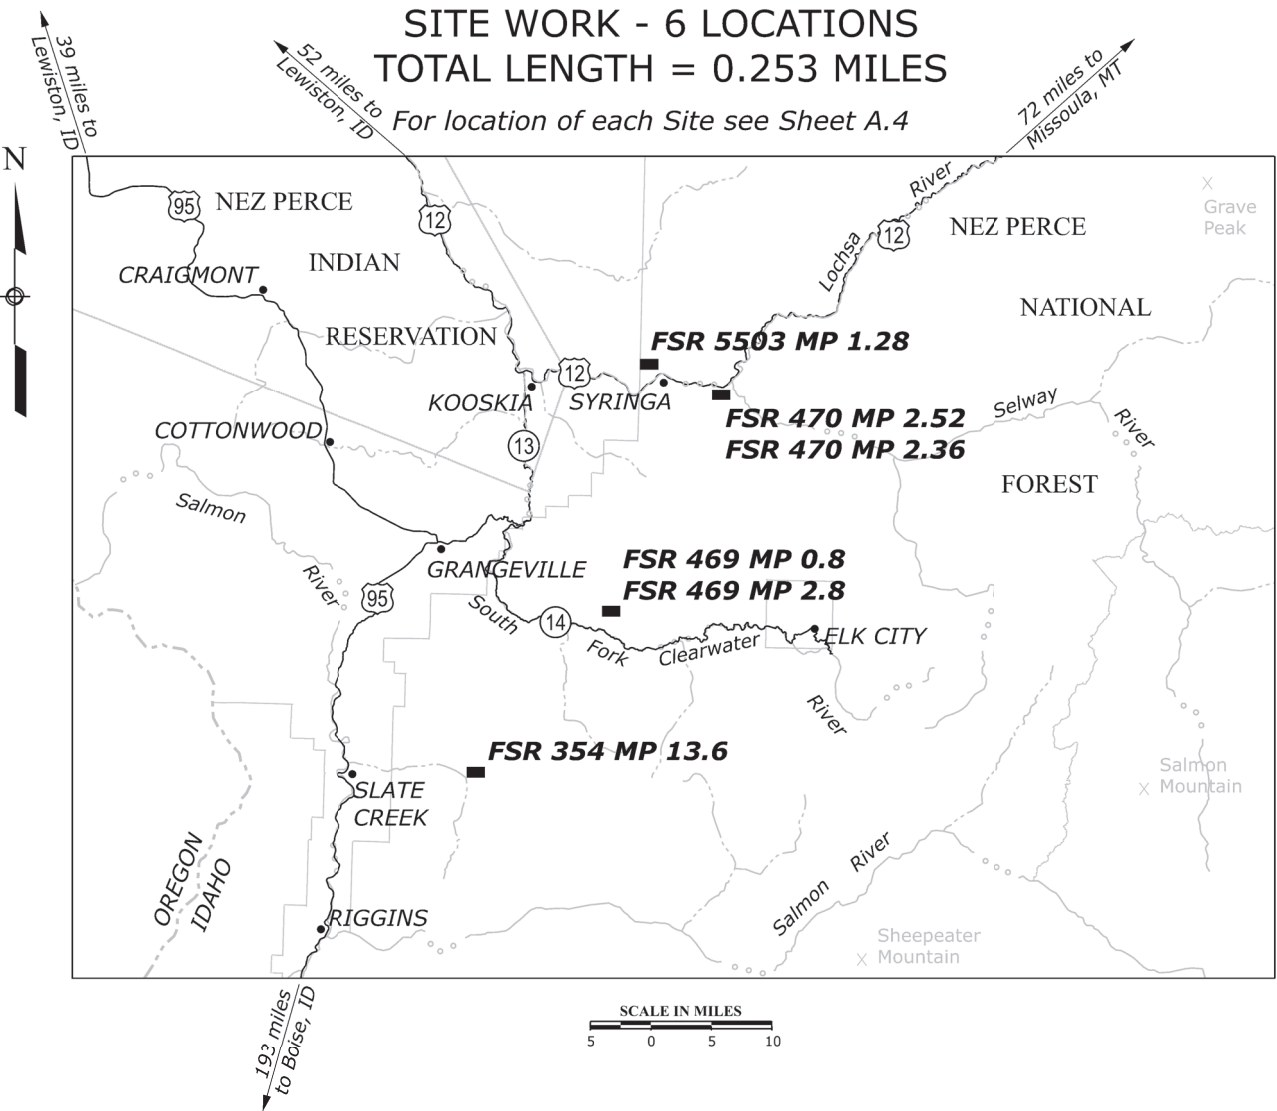 SITE WORK - 6 LOCATIONS
TOTAL LENGTH = 0.253 MILES
For location of each Site see Sheet A.4
39 miles to
Lewiston, ID
52 miles to
Lewiston, ID
72 miles to
Missoula, MT
N
95
NEZ PERCE
12
River
12
NEZ PERCE
Grave
Peak
INDIAN
Lochsa
CRAIGMONT
NATIONAL
RESERVATION
FSR 5503 MP 1.28
12
KOOSKIA
SYRINGA
Selway
River
FSR 470 MP 2.52
FSR 470 MP 2.36
COTTONWOOD
13
FOREST
Salmon
River
GRANGEVILLE
FSR 469 MP 0.8
FSR 469 MP 2.8
95
South
14
Fork
Clearwater
ELK CITY
River
FSR 354 MP 13.6
SLATE
CREEK
Salmon
Mountain
OREGON
IDAHO
Salmon
River
RIGGINS
Sheepeater
Mountain
193 miles
to Boise, ID
SCALE IN MILES
5 0 5 10